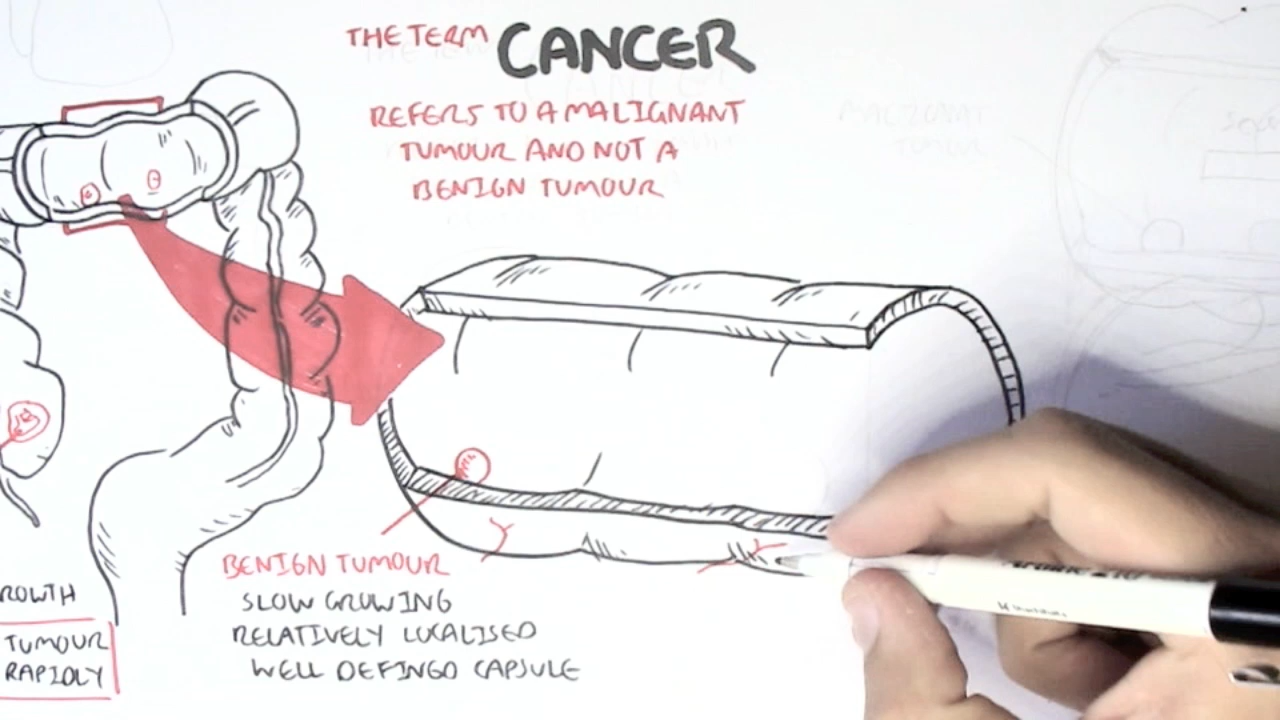 THE TERM CANCER
REFERS TO A MALIGNANT
TUMOUR AND NOT A
BENIGN TUMOUR
BENIGN TUMOUR
SLOW GROWING
RELATIVELY LOCALISED
WELL DEFINED CAPSULE
ROWTH
TUMOUR
RAPIDLY